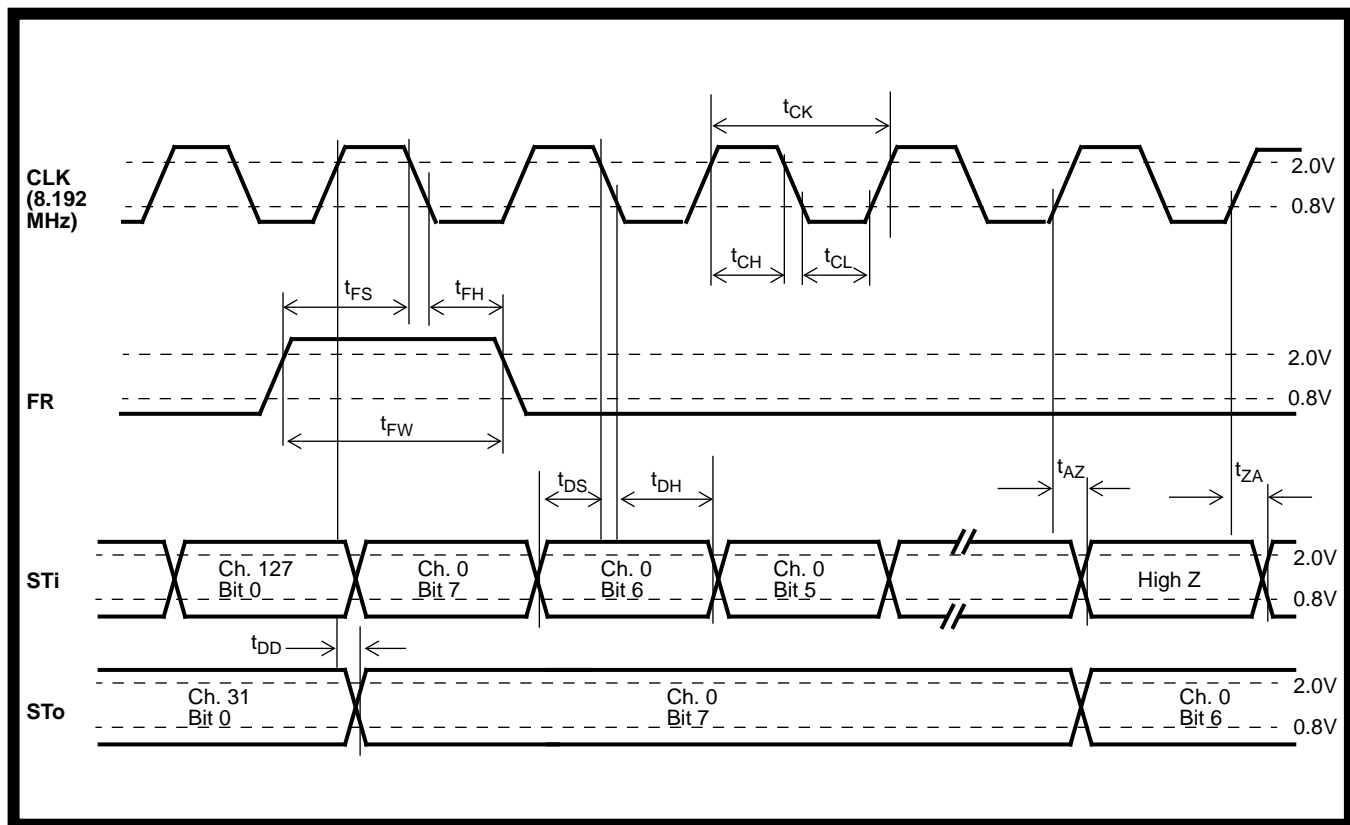 tCK
CLK
(8.192
MHz)
2.0V
0.8V
tCH
tCL
tFS
tFH
FR
2.0V
0.8V
tFW
tDS
tDH
tAZ
tZA
STi
Ch. 127
Bit 0
Ch. 0
Bit 7
Ch. 0
Bit 6
Ch. 0
Bit 5
High Z
2.0V
0.8V
tDD
STo
Ch. 31
Bit 0
Ch. 0
Bit 7
Ch. 0
Bit 6
2.0V
0.8V